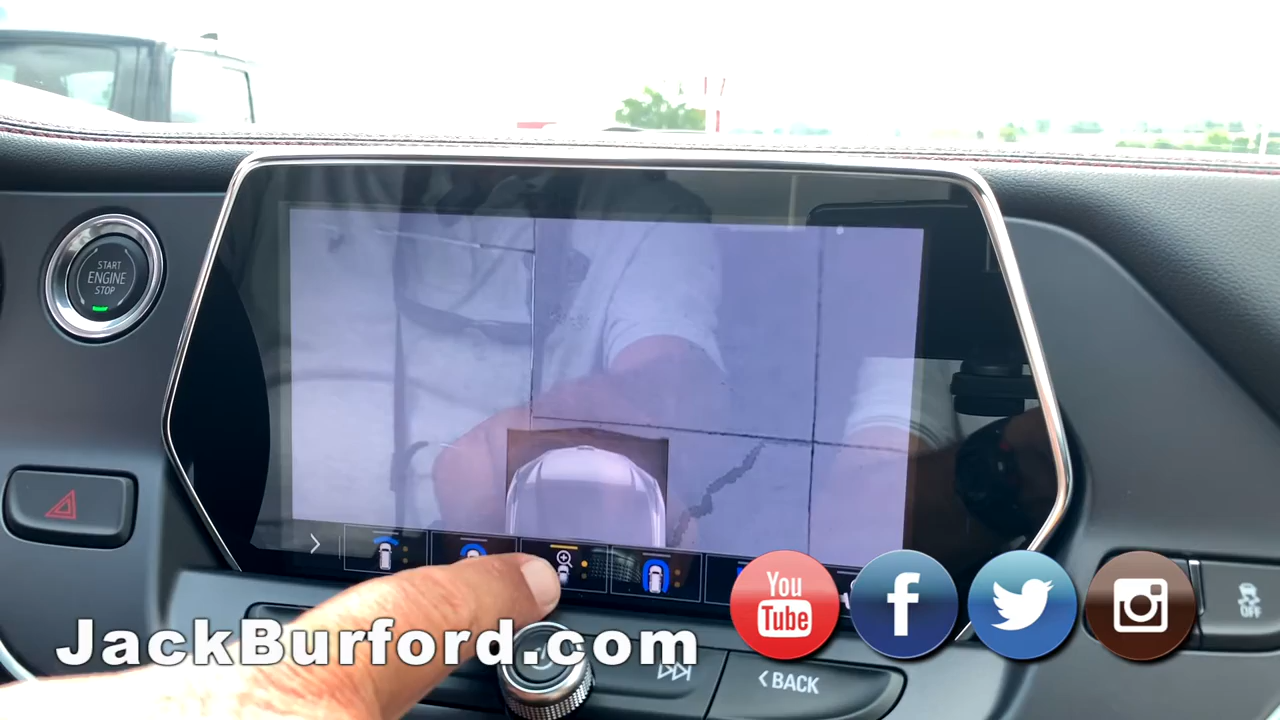 START
ENGINE
STOP
OFF
You
Tube
f
JackBurford.com
<BACK